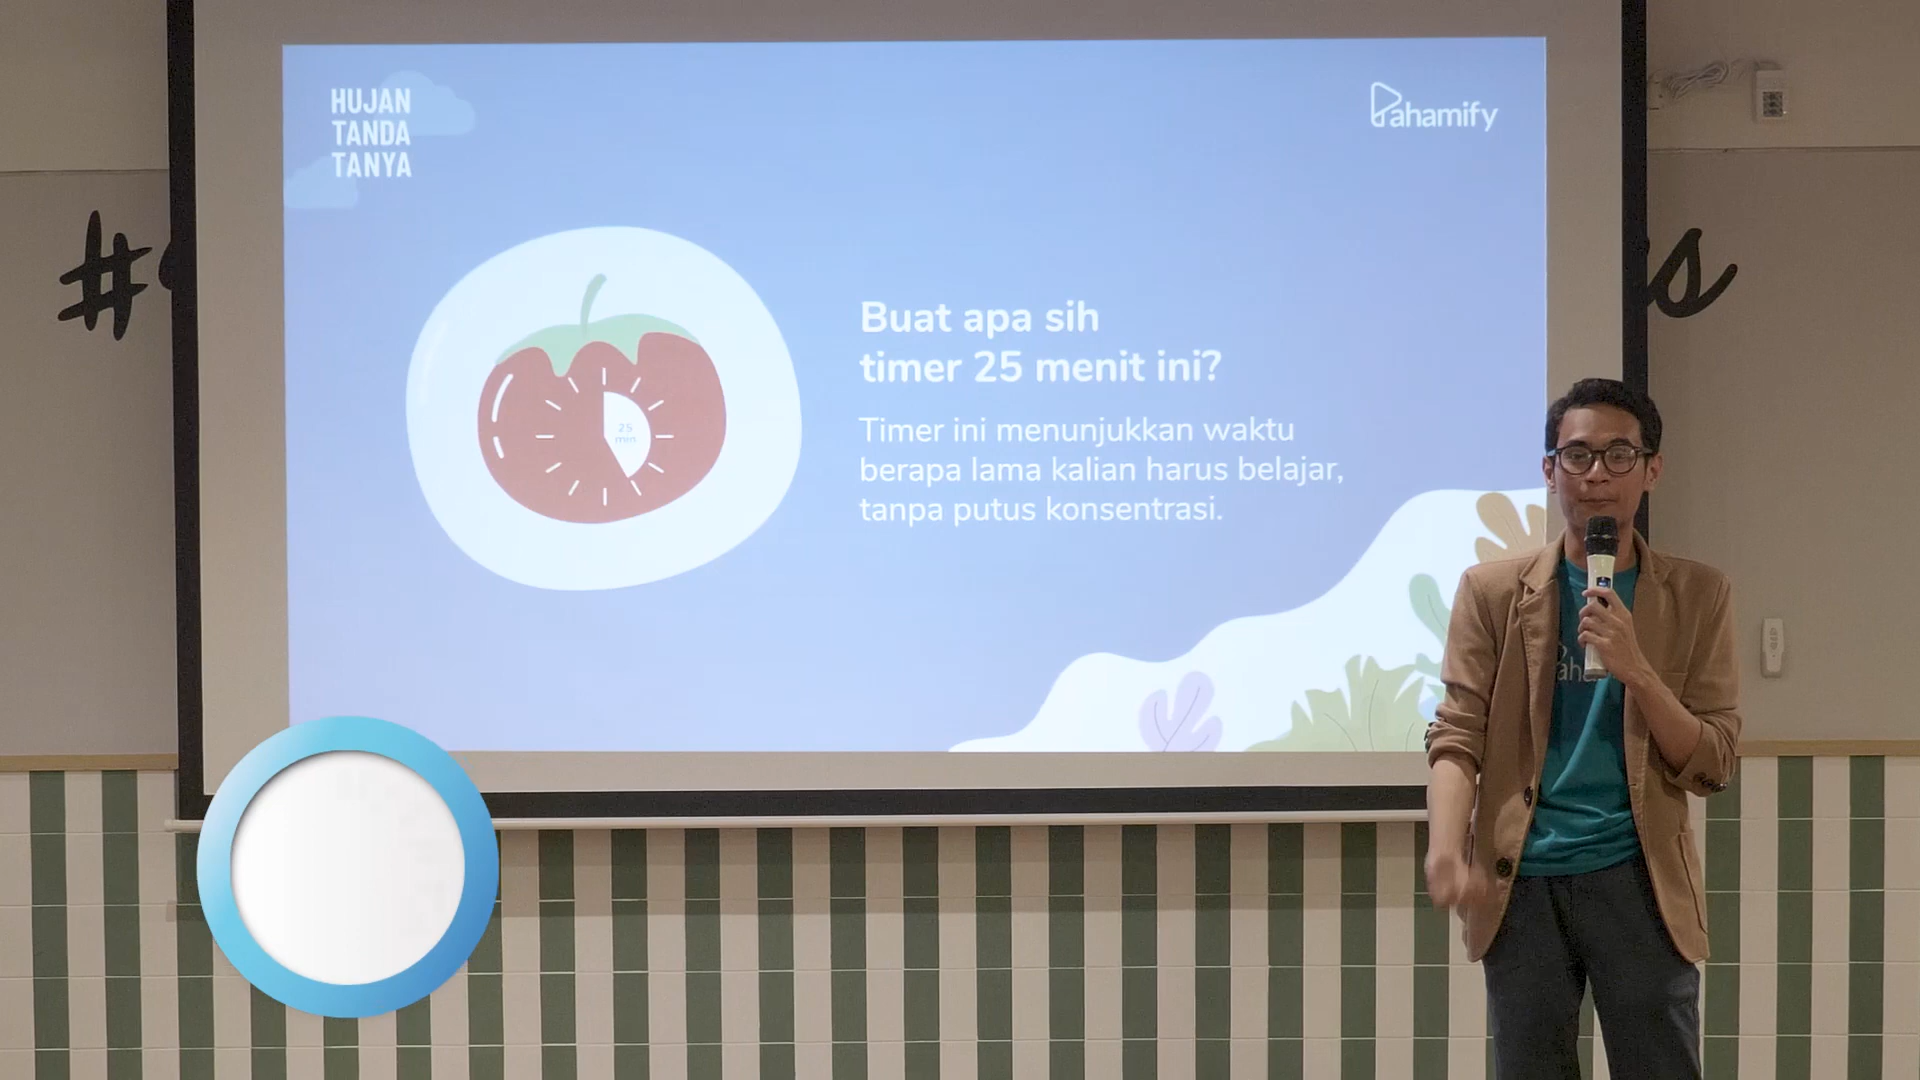 HUJAN
TANDA
TANYA
Pahamify
Buat apa sih
timer 25 menit ini?
25
min
Timer ini menunjukkan waktu
berapa lama kalian harus belajar,
tanpa putus konsentrasi.